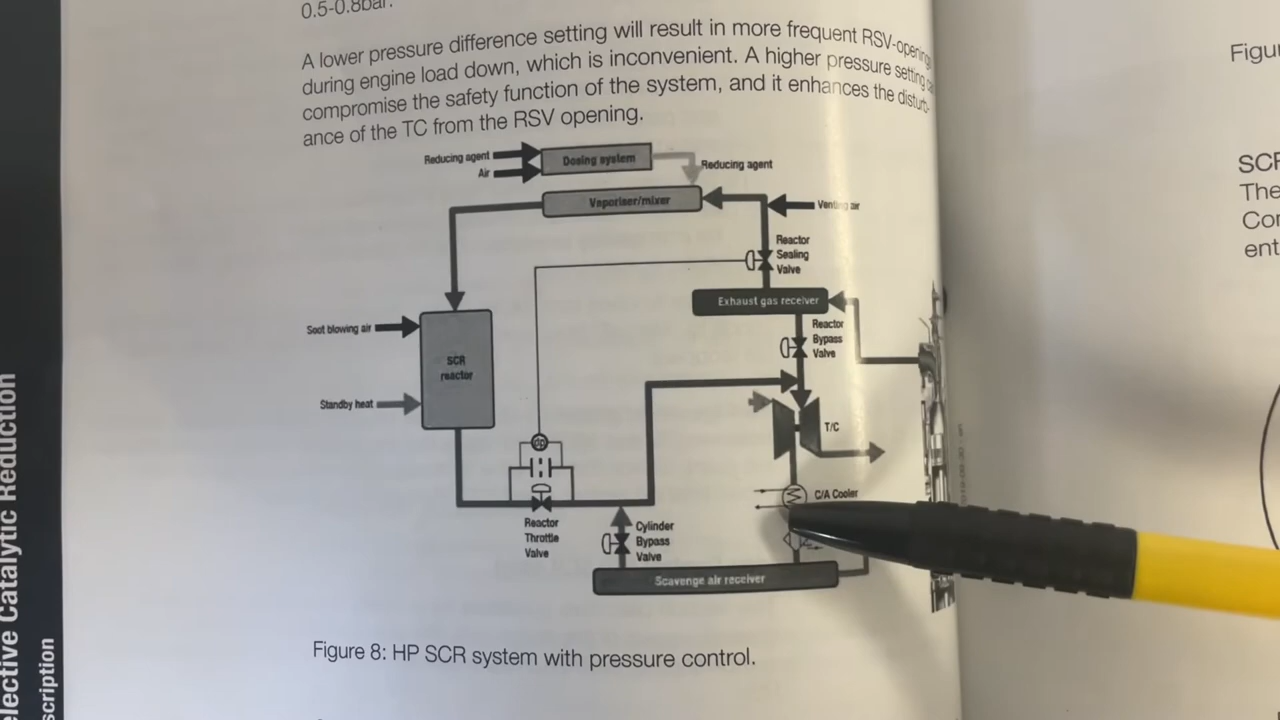 0.5-0.8bar.
A lower pressure difference setting will result in more frequent RSV-opening
during engine load down, which is inconvenient. A higher pressure setting
compromise the safety function of the system, and it enhances the disturb-
ance of the TC from the RSV opening.
Reducing agent
Air
Dosing system
Reducing agent
Vaporiser/mixer
Venting air
Reactor
Sealing
Valve
Exhaust gas receiver
Reactor
Bypass
Valve
Soot blowing air
SCR
reactor
Standby heat
T/C
dp
C/A Cooler
Reactor
Throttle
Valve
Cylinder
Bypass
Valve
Scavenge air receiver
Figure 8: HP SCR system with pressure control.
elective Catalytic Reduction
scription
Figu
SCR
The
Cor
ent